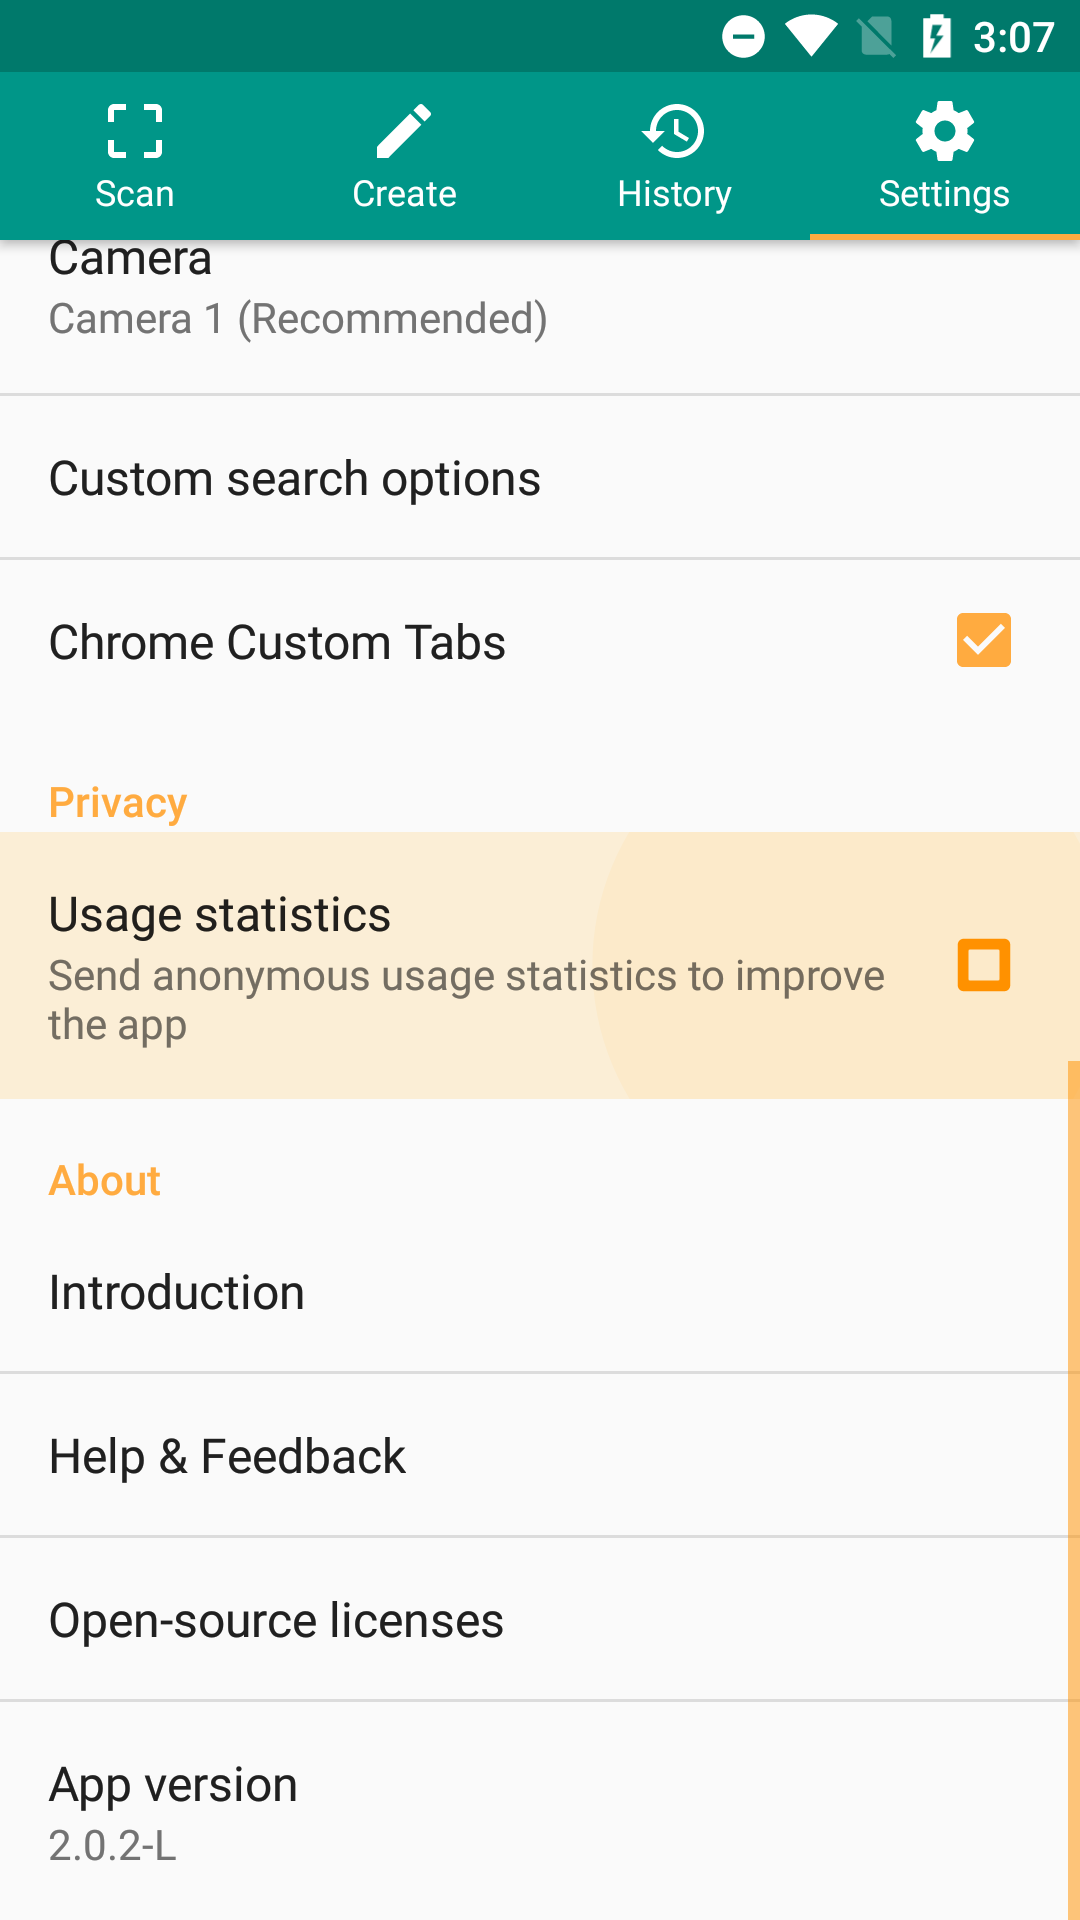 3:07
Scan
Create
History
Settings
Camera
Camera 1 (Recommended)
Custom search options
Chrome Custom Tabs
Privacy
Usage statistics
Send anonymous usage statistics to improve
the app
About
Introduction
Help & Feedback
Open-source licenses
App version
2.0.2-L